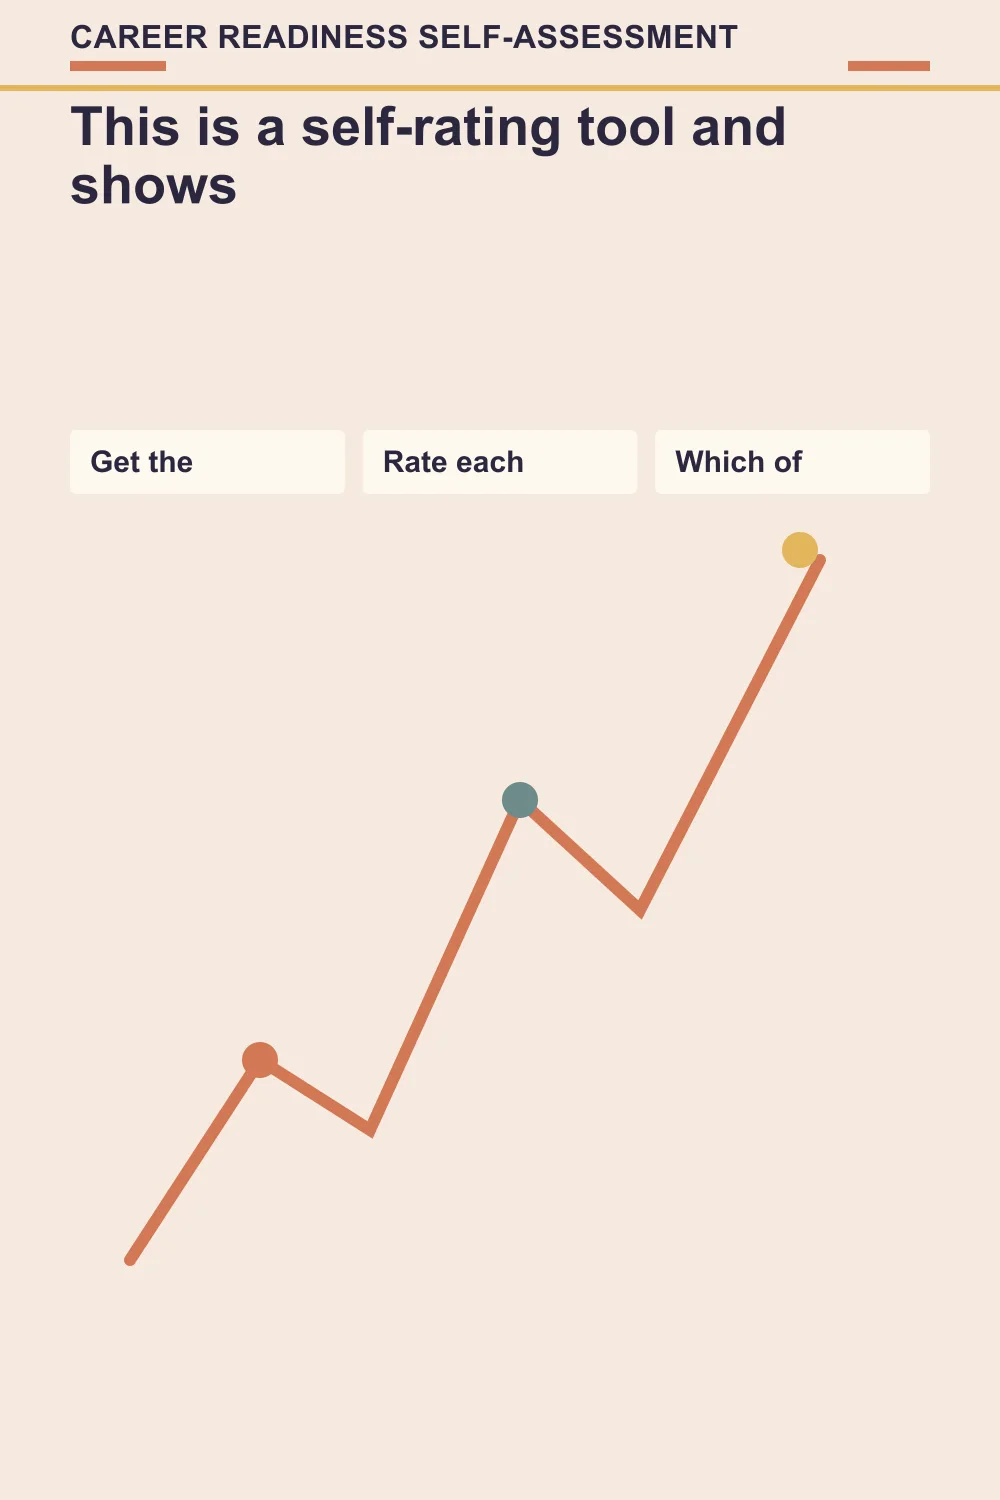 CAREER READINESS SELF-ASSESSMENT
This is a self-rating tool and
shows
Get the
Rate each
Which of